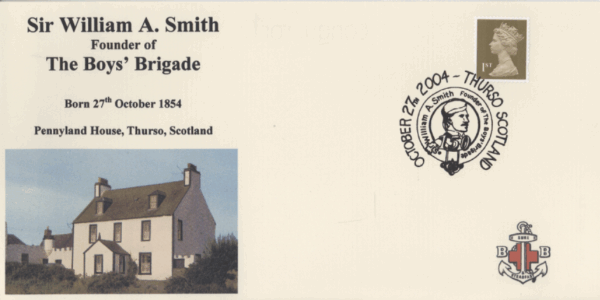 Sir William A. Smith
Founder of
The Boys' Brigade
Born 27th October 1854
Pennyland House, Thurso, Scotland
1ST
OCTOBER 27TH 2004 - THURSO SCOTLAND
Sir William A. Smith Founder of The Boys Brigade
B B